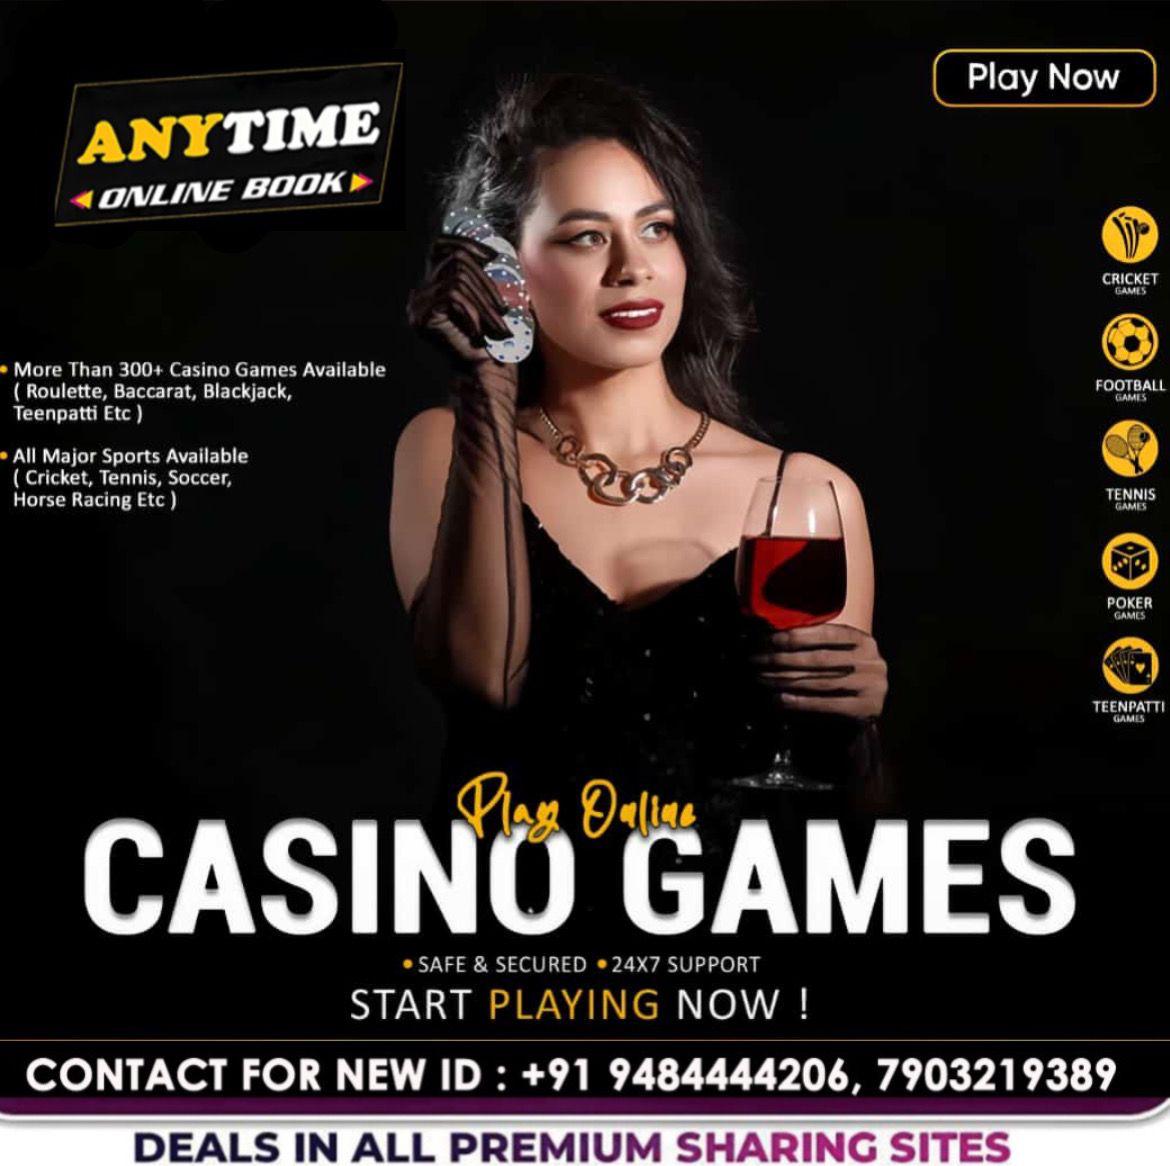 ANYTIME
ONLINE BOOK
Play Now
• More Than 300+ Casino Games Available
( Roulette, Baccarat, Blackjack,
Teenpatti Etc )
• All Major Sports Available
( Cricket, Tennis, Soccer,
Horse Racing Etc )
CRICKET
GAMES
FOOTBALL
GAMES
TENNIS
GAMES
POKER
GAMES
TEENPATTI
GAMES
Play Online
CASINO GAMES
• SAFE & SECURED • 24X7 SUPPORT
START PLAYING NOW !
CONTACT FOR NEW ID : +91 9484444206, 7903219389
DEALS IN ALL PREMIUM SHARING SITES